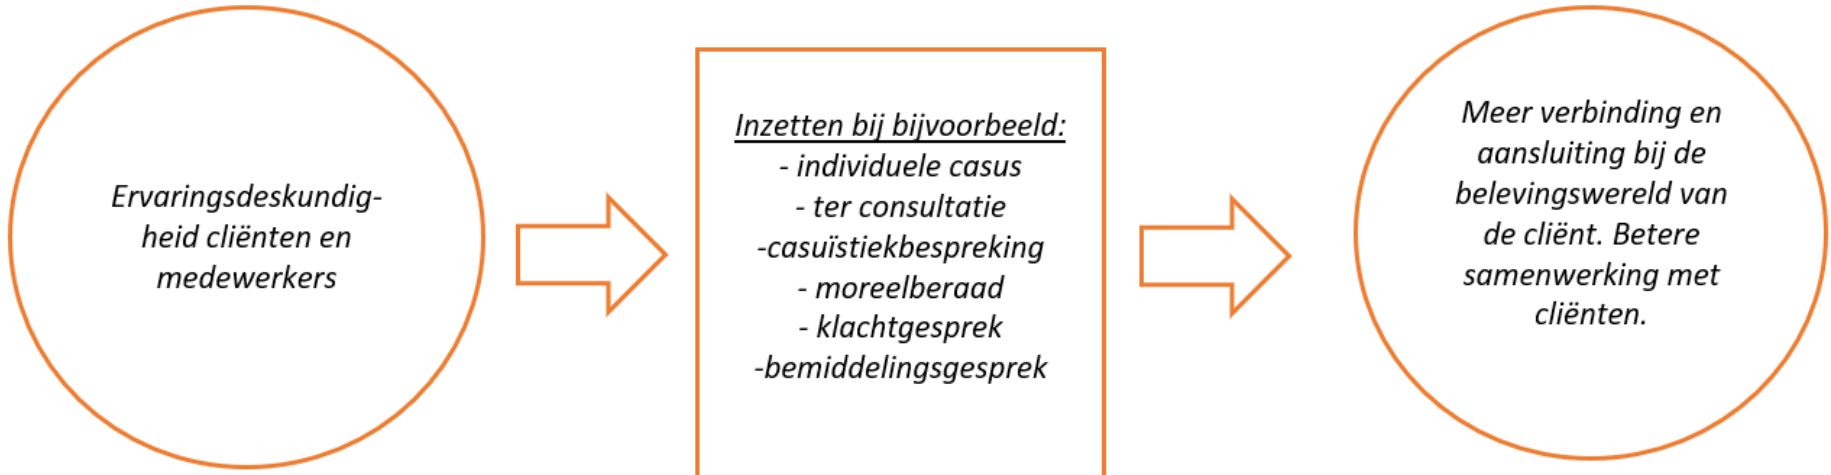 Ervaringsdeskundig-
heid cliënten en
medewerkers
Inzetten bij bijvoorbeeld:
- individuele casus
- ter consultatie
-casuïstiekbespreking
- moreelberaad
- klachtgesprek
-bemiddelingsgesprek
Meer verbinding en
aansluiting bij de
belevingswereld van
de cliënt. Betere
samenwerking met
cliënten.